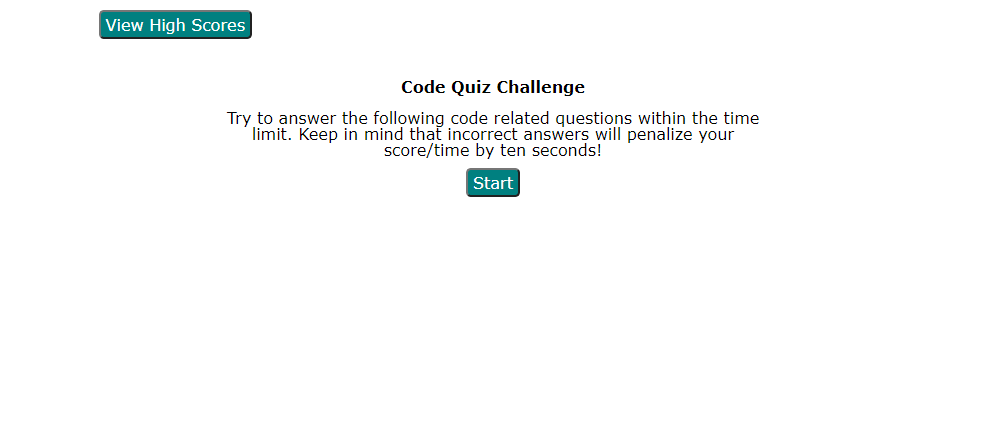 View High Scores
Code Quiz Challenge
Try to answer the following code related questions within the time
limit. Keep in mind that incorrect answers will penalize your
score/time by ten seconds!
Start